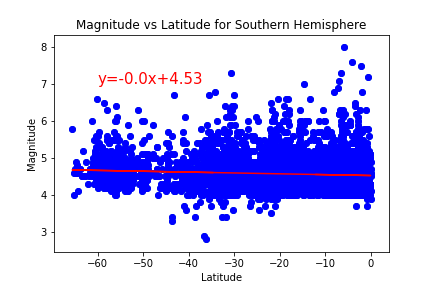 Magnitude vs Latitude for Southern Hemisphere
8
y=-0.0x+4.53
7
6
Magnitude
5
4
3
−60 −50 −40 −30 −20 −10 0
Latitude